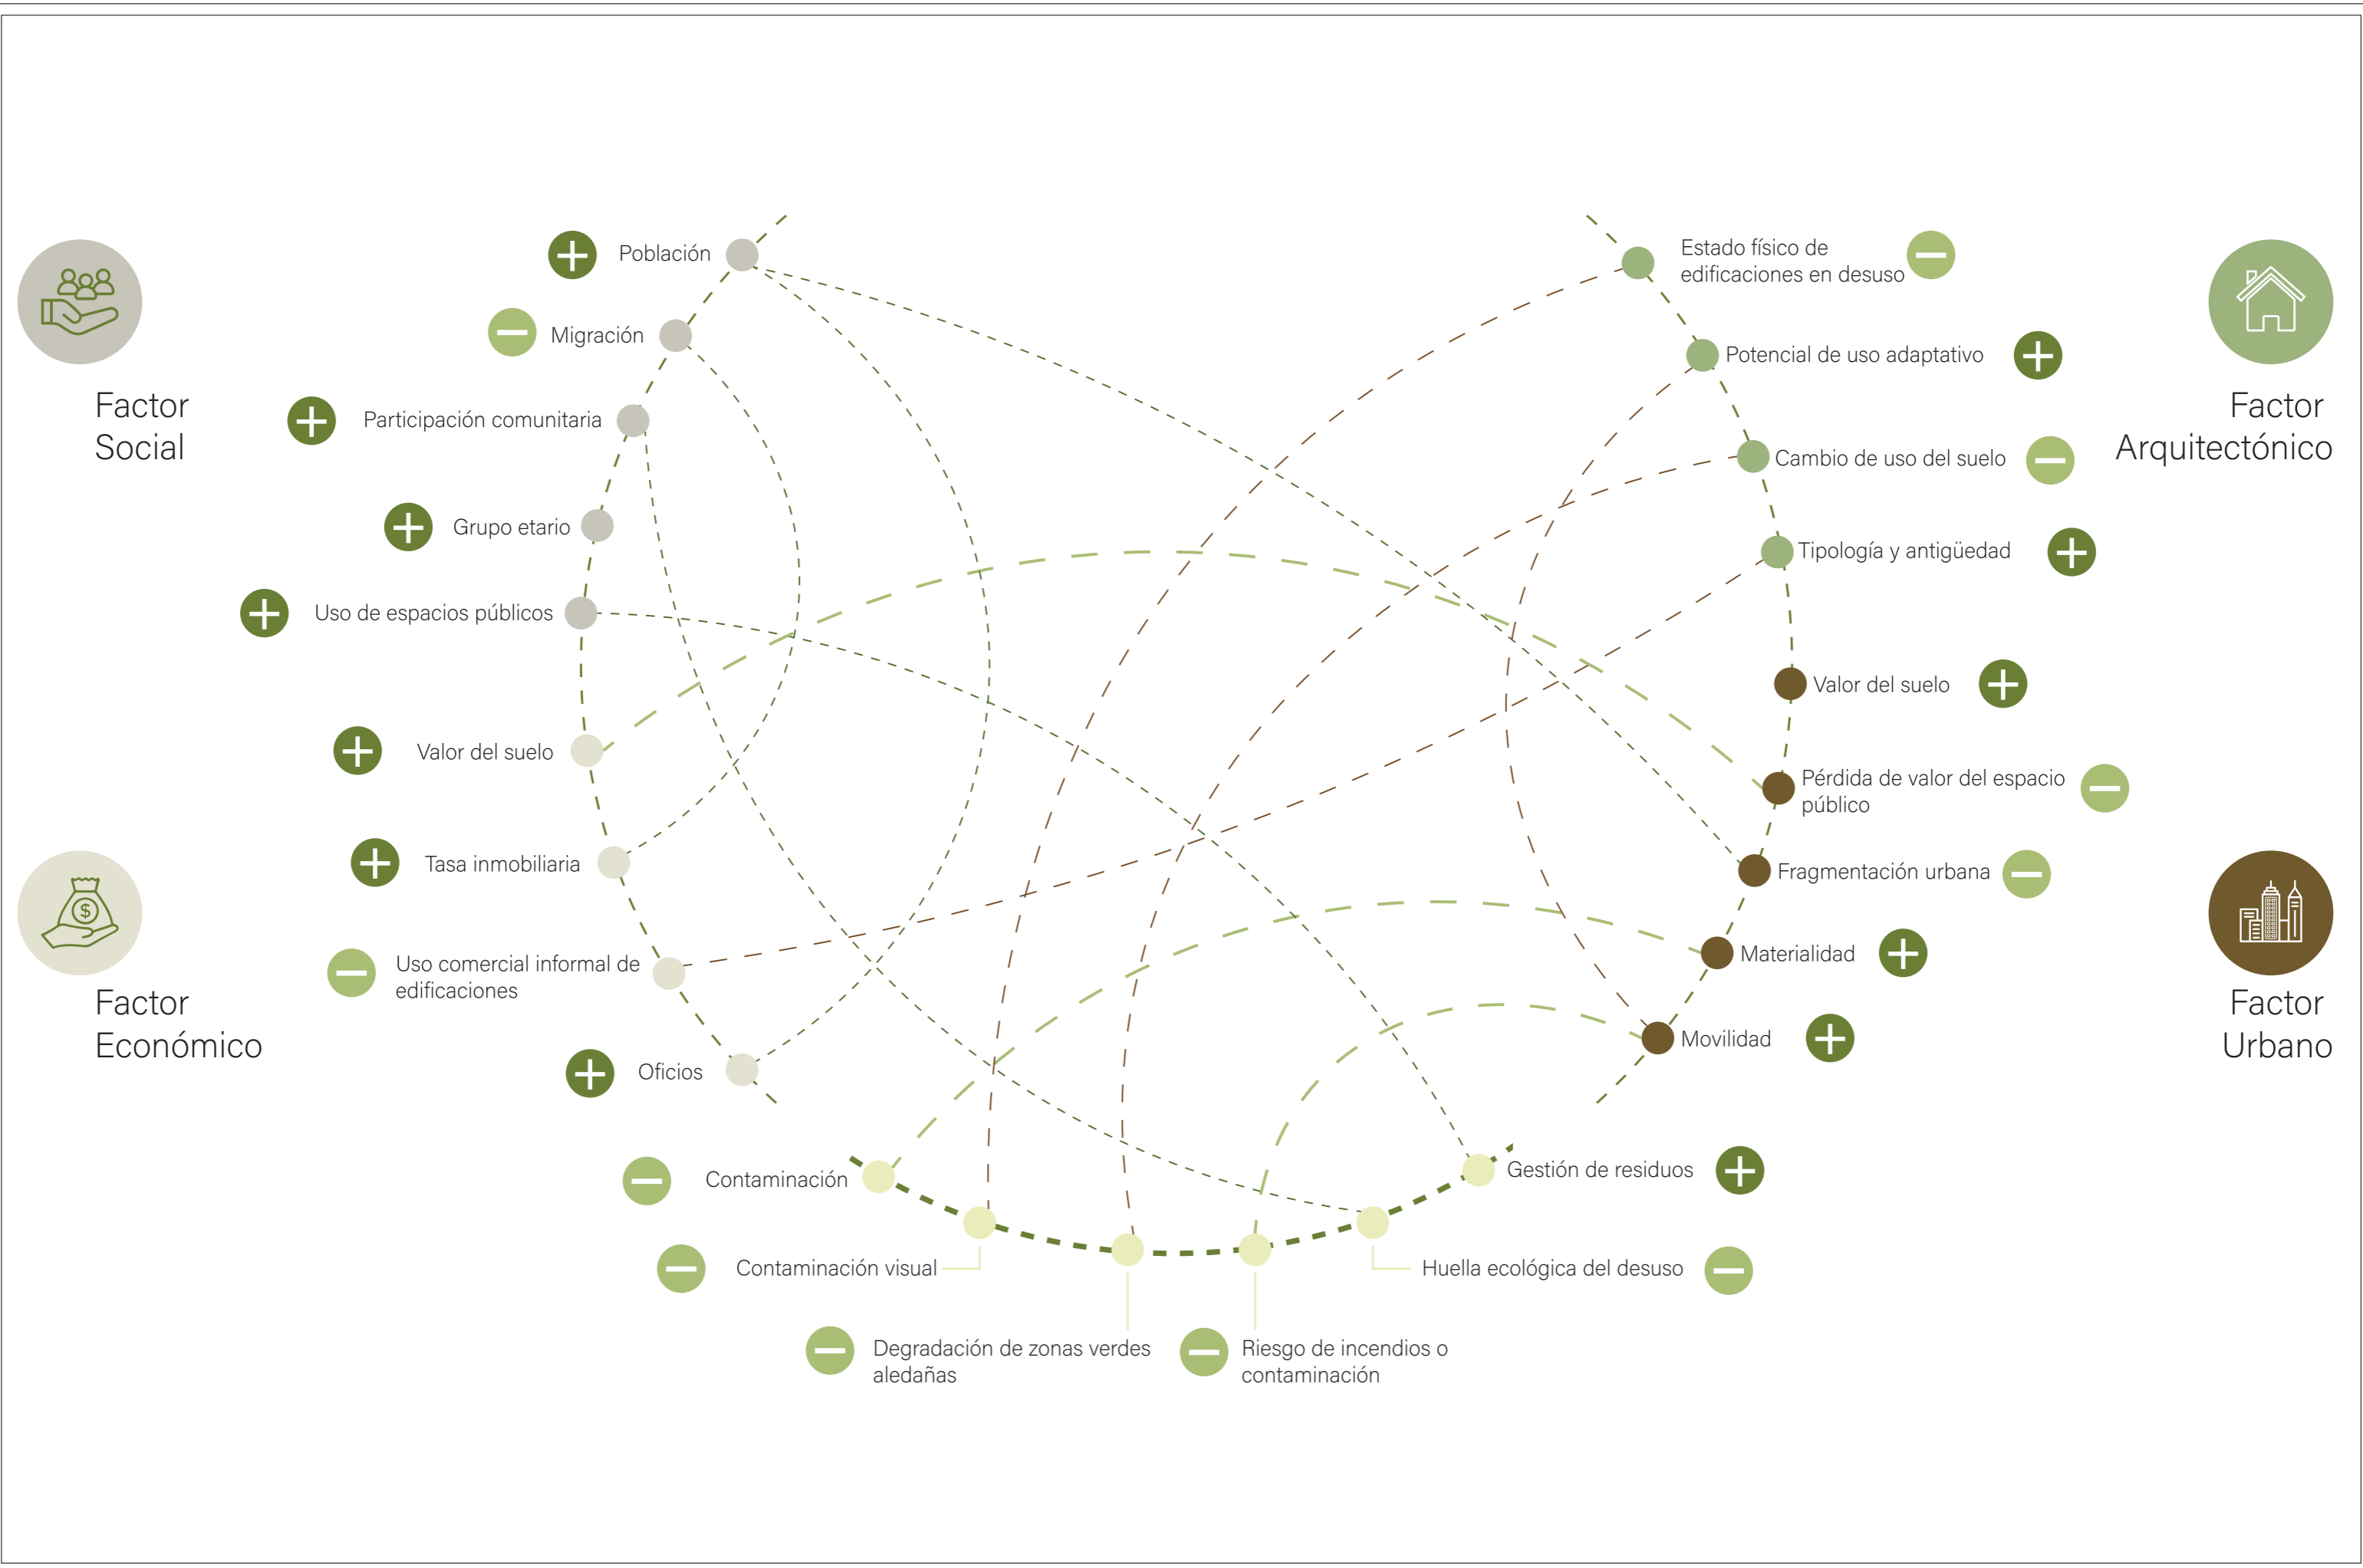 Factor
Social
Población
Migración
Participación comunitaria
Grupo etario
Uso de espacios públicos
Factor
Económico
$
Valor del suelo
Tasa inmobiliaria
Uso comercial informal de
edificaciones
Oficios
Contaminación
Contaminación visual
Degradación de zonas verdes
aledañas
Riesgo de incendios o
contaminación
Huella ecológica del desuso
Gestión de residuos
Estado físico de
edificaciones en desuso
Potencial de uso adaptativo
Cambio de uso del suelo
Tipología y antigüedad
Factor
Arquitectónico
Valor del suelo
Pérdida de valor del espacio
público
Fragmentación urbana
Materialidad
Movilidad
Factor
Urbano